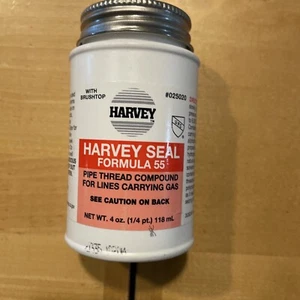 WITH
BRUSHTOP
#025020
HARVEY
HARVEY SEAL
FORMULA 55
PIPE THREAD COMPOUND
FOR LINES CARRYING GAS
SEE CAUTION ON BACK
NET WT. 4 oz. (1/4 pt.) 118 mL